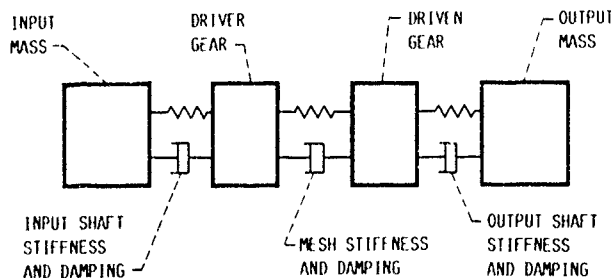 INPUT
MASS
DRIVER
GEAR
DRIVEN
GEAR
OUTPUT
MASS
INPUT SHAFT
STIFFNESS
AND DAMPING
MESH STIFFNESS
AND DAMPING
OUTPUT SHAFT
STIFFNESS
AND DAMPING